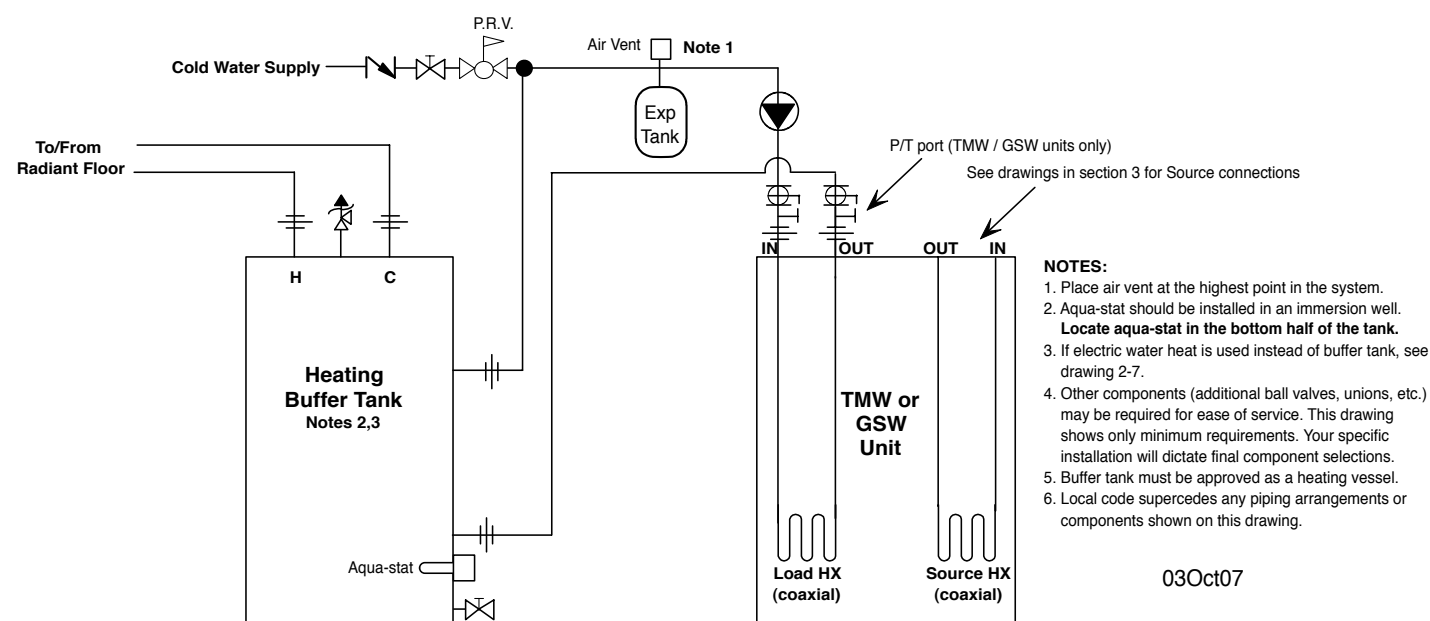 P.R.V.
Air Vent
Note 1
Cold Water Supply
Exp
Tank
To/From
Radiant Floor
P/T port (TMW / GSW units only)
See drawings in section 3 for Source connections
IN
OUT
OUT
IN
H
C
Heating
Buffer Tank
Notes 2,3
TMW or
GSW
Unit
Aqua-stat
Load HX
(coaxial)
Source HX
(coaxial)
NOTES:
1. Place air vent at the highest point in the system.
2. Aqua-stat should be installed in an immersion well.
Locate aqua-stat in the bottom half of the tank.
3. If electric water heat is used instead of buffer tank, see
drawing 2-7.
4. Other components (additional ball valves, unions, etc.)
may be required for ease of service. This drawing
shows only minimum requirements. Your specific
installation will dictate final component selections.
5. Buffer tank must be approved as a heating vessel.
6. Local code supercedes any piping arrangements or
components shown on this drawing.
03Oct07